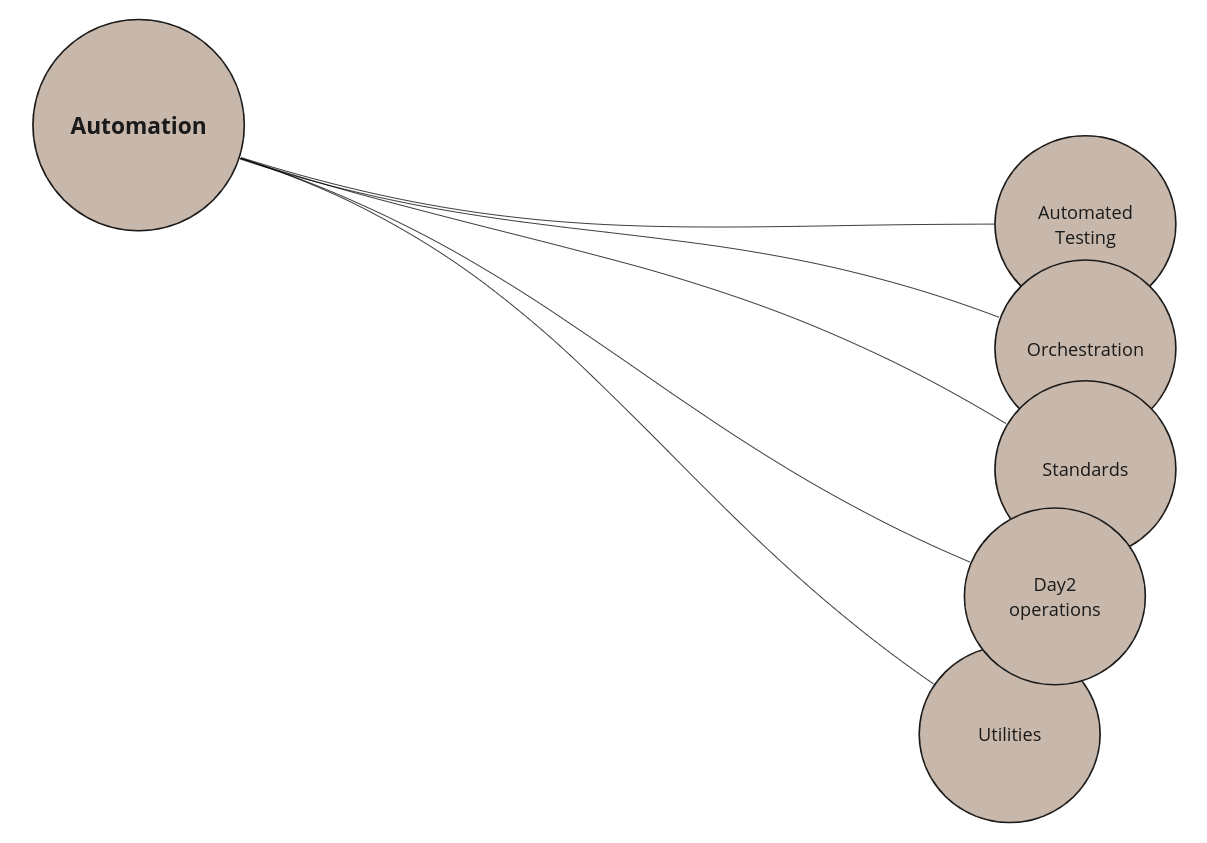 Automation
Automated
Testing
Orchestration
Standards
Day2
operations
Utilities